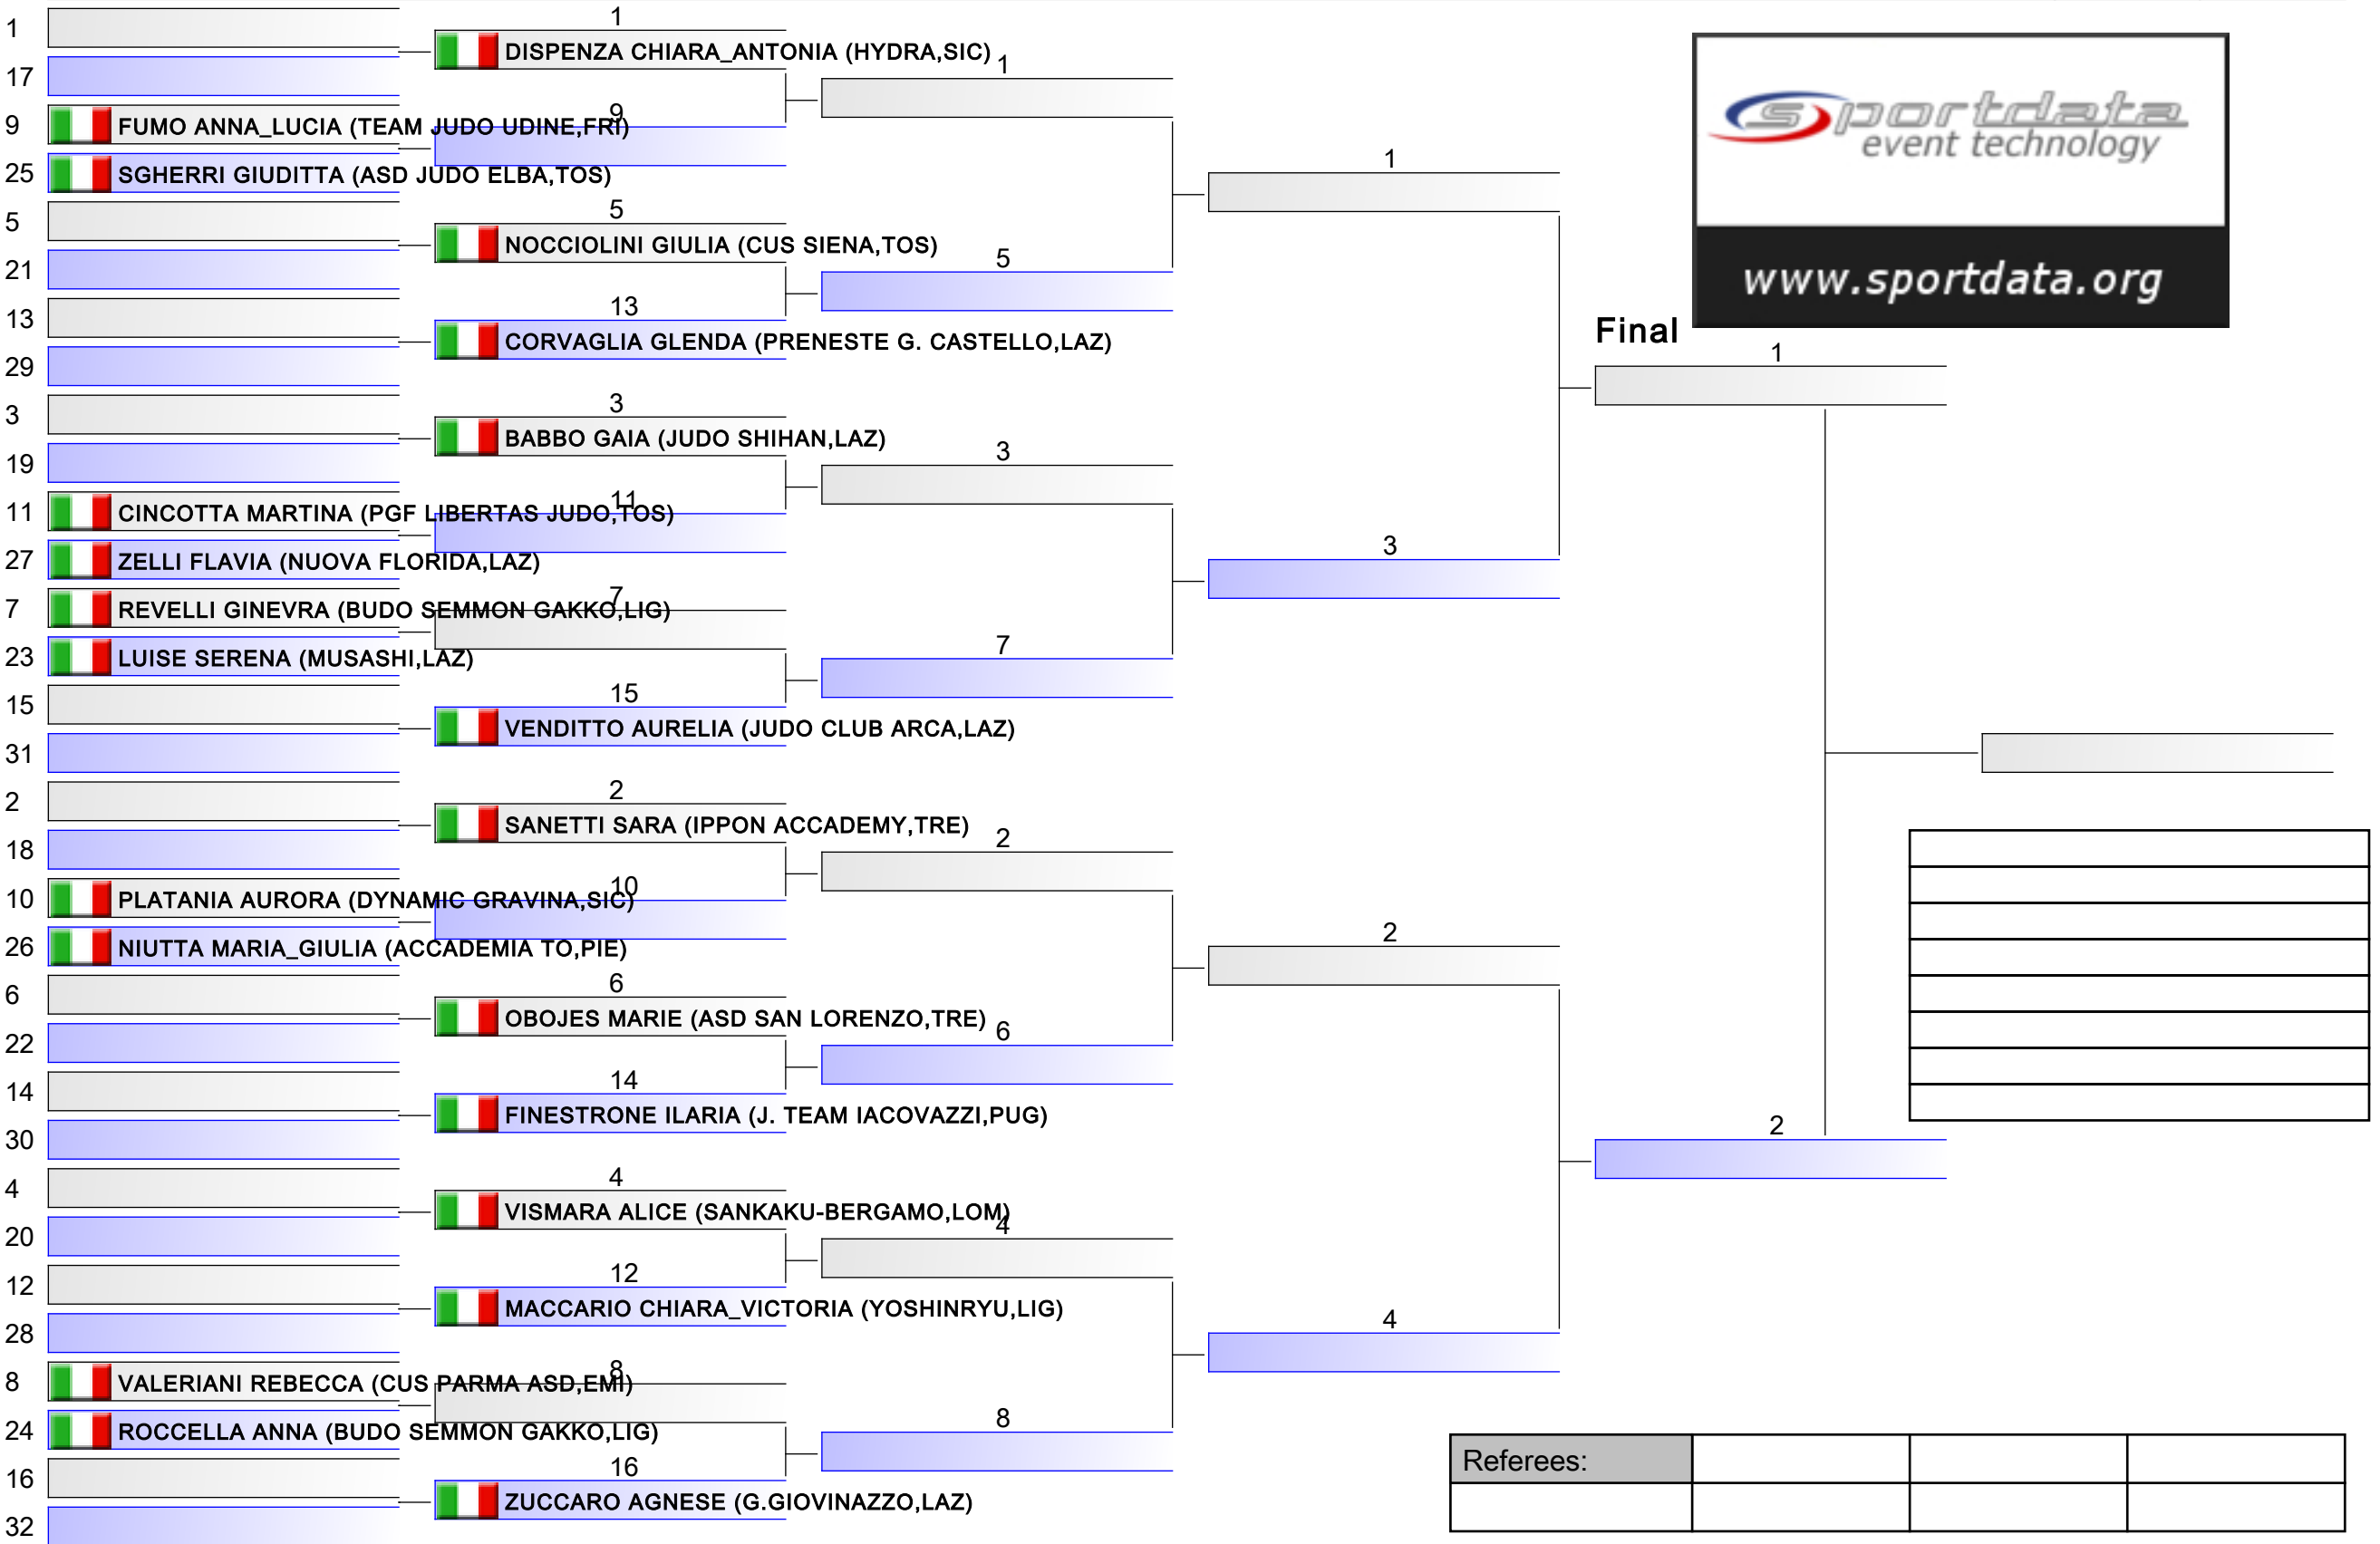 1
17
9 FUMO ANNA_LUCIA (TEAM JUDO UDINE,FRI)
25 SGHERRI GIUDITTA (ASD JUDO ELBA,TOS)
5
21
13
29
3
19
11 CINCOTTA MARTINA (PGF LIBERTAS JUDO,TOS)
27 ZELLI FLAVIA (NUOVA FLORIDA,LAZ)
7 REVELLI GINEVRA (BUDO SEMMON GAKKO,LIG)
23 LUISE SERENA (MUSASHI,LAZ)
15
31
2
18
10 PLATANIA AURORA (DYNAMIC GRAVINA,SIC)
26 NIUTTA MARIA_GIULIA (ACCADEMIA TO,PIE)
6
22
14
30
4
20
12
28
8 VALERIANI REBECCA (CUS PARMA ASD,EMI)
24 ROCCELLA ANNA (BUDO SEMMON GAKKO,LIG)
16
32
1
DISPENZA CHIARA_ANTONIA (HYDRA,SIC)
9
5
NOCCIOLINI GIULIA (CUS SIENA,TOS)
13
CORVAGLIA GLENDA (PRENESTE G. CASTELLO,LAZ)
3
BABBO GAIA (JUDO SHIHAN,LAZ)
11
7
15
VENDITTO AURELIA (JUDO CLUB ARCA,LAZ)
2
SANETTI SARA (IPPON ACCADEMY,TRE)
10
6
OBOJES MARIE (ASD SAN LORENZO,TRE)
14
FINESTRONE ILARIA (J. TEAM IACOVAZZI,PUG)
4
VISMARA ALICE (SANKAKU-BERGAMO,LOM)
12
MACCARIO CHIARA_VICTORIA (YOSHINRYU,LIG)
8
16
ZUCCARO AGNESE (G.GIOVINAZZO,LAZ)
1
5
3
7
2
6
4
8
1
3
2
4
Final
1
2
sportdata
event technology
www.sportdata.org
Referees: